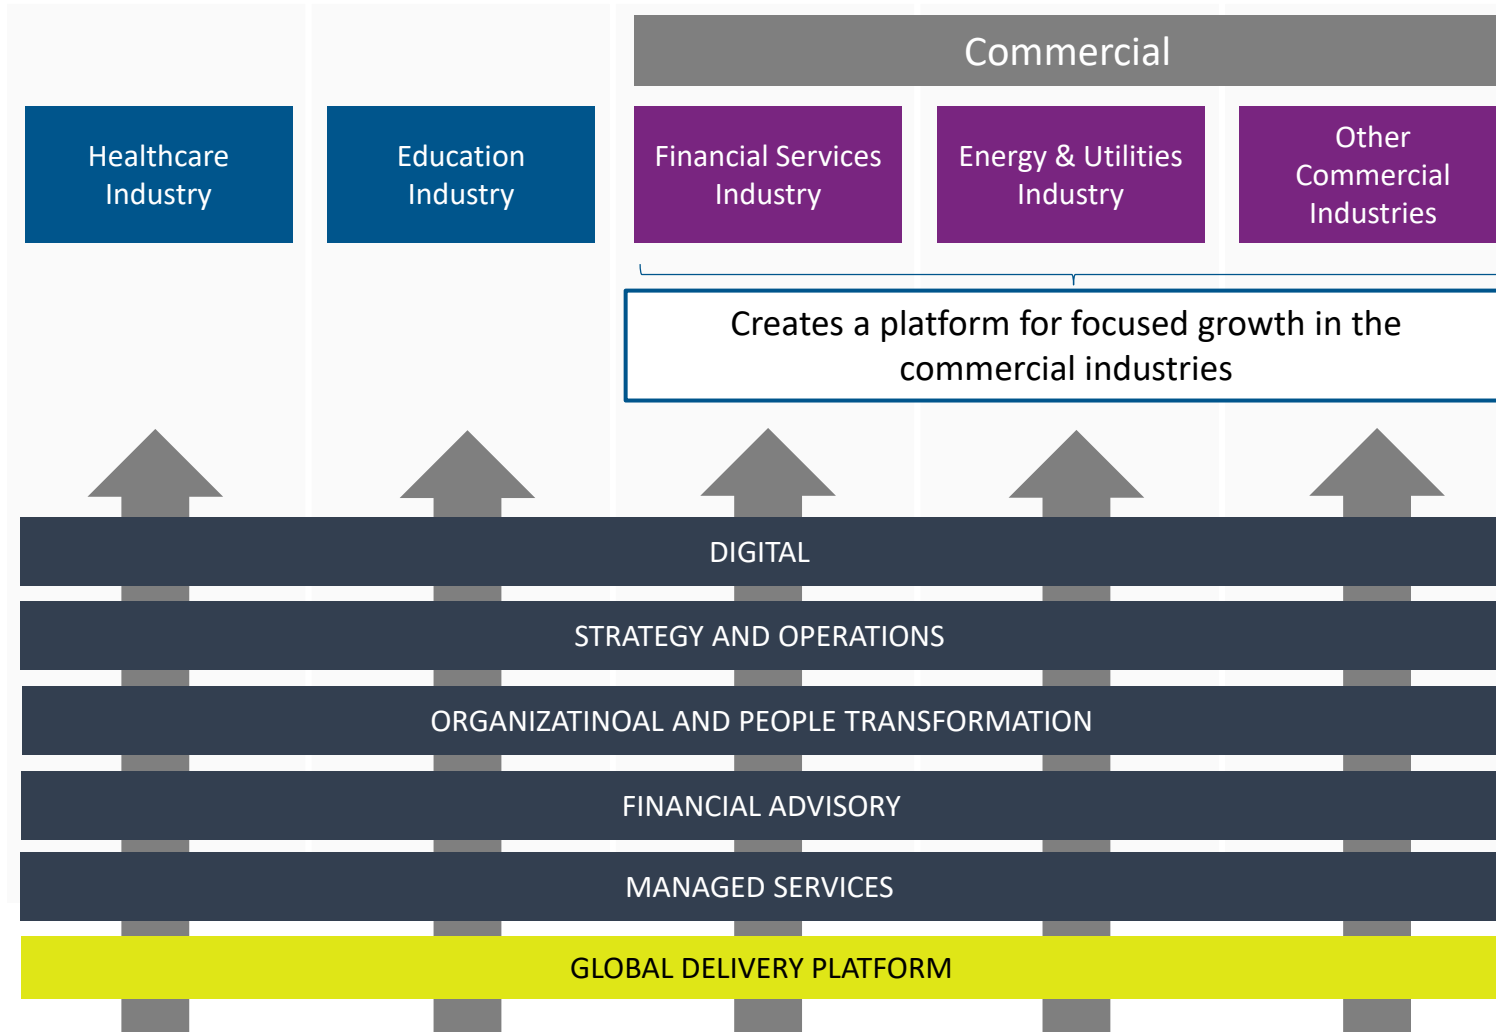 Commercial
Healthcare
Industry
Education
Industry
Financial Services
Industry
Energy & Utilities
Industry
Other
Commercial
Industries
Creates a platform for focused growth in the
commercial industries
DIGITAL
STRATEGY AND OPERATIONS
ORGANIZATINOAL AND PEOPLE TRANSFORMATION
FINANCIAL ADVISORY
MANAGED SERVICES
GLOBAL DELIVERY PLATFORM